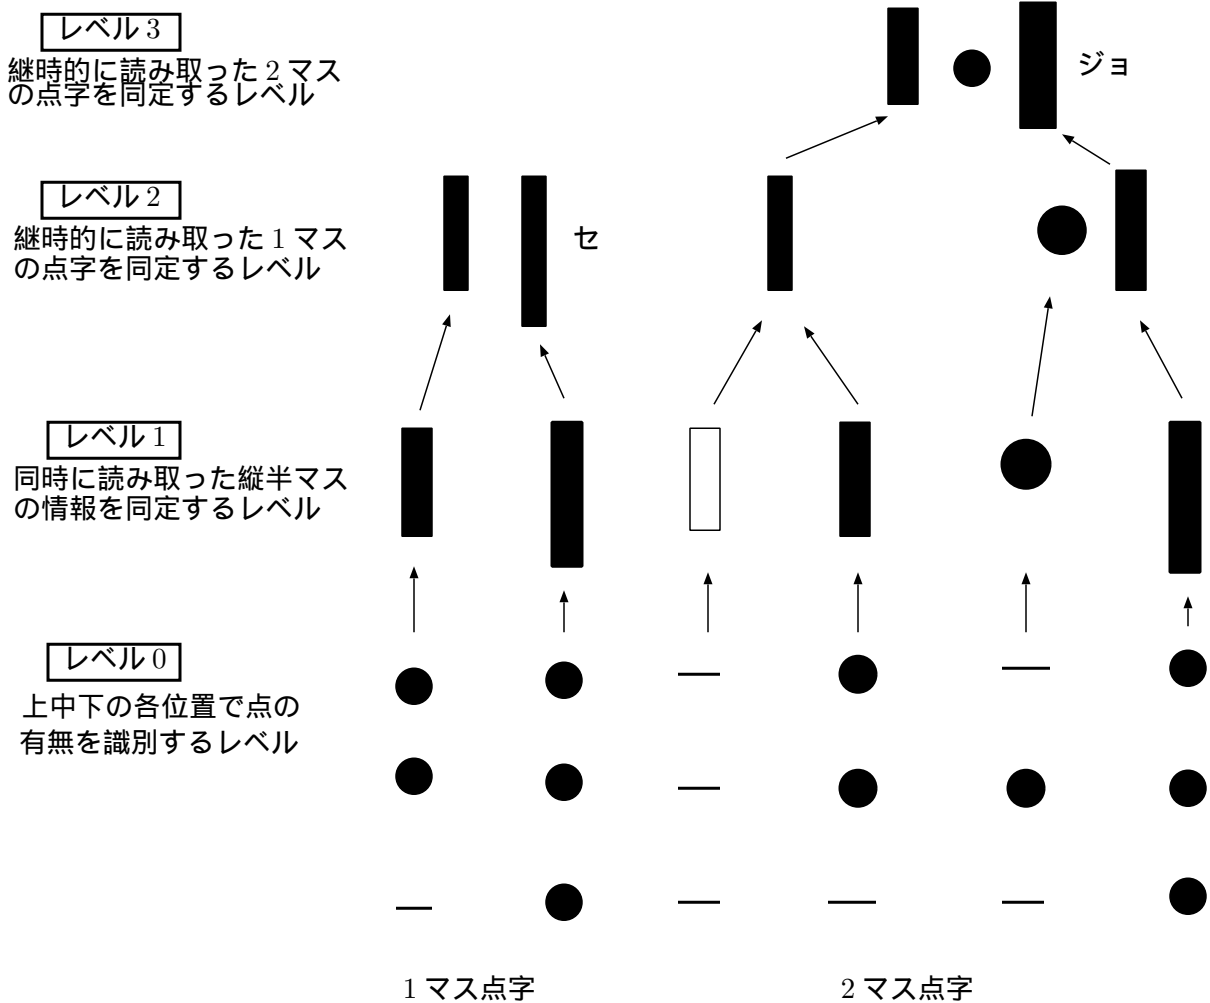 レベル 3
継時的に読み取った 2 マス
の点字を同定するレベル
ジョ
レベル 2
継時的に読み取った 1 マス
の点字を同定するレベル
セ
レベル 1
同時に読み取った縦半マス
の情報を同定するレベル
レベル 0
上中下の各位置で点の
有無を識別するレベル
1 マス点字
2 マス点字